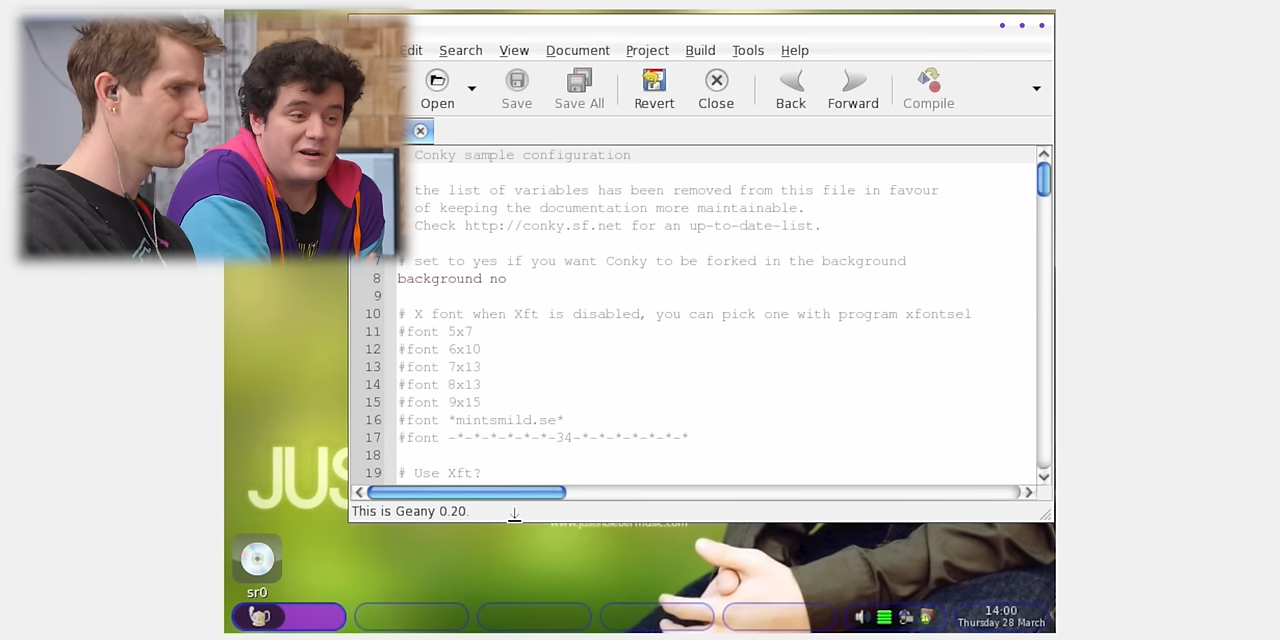 Edit Search View Document Project Build Tools Help
Open Save Save All Revert Close Back Forward Compile
Conky sample configuration
the list of variables has been removed from this file in favour
of keeping the documentation more maintainable.
Check http://conky.sf.net for an up-to-date-list.
7 # set to yes if you want Conky to be forked in the background
8 background no
9
10 # X font when Xft is disabled, you can pick one with program xfontsel
11 #font 5x7
12 #font 6x10
13 #font 7x13
14 #font 8x13
15 #font 9x15
16 #font *mintsmild.se*
17 #font -*-*-*-*-*-*-34-*-*-*-*-*-*-*
18
19 # Use Xft?
This is Geany 0.20.
JUS
www.justinbiebermusic.com
sr0
14:00
Thursday 28 March